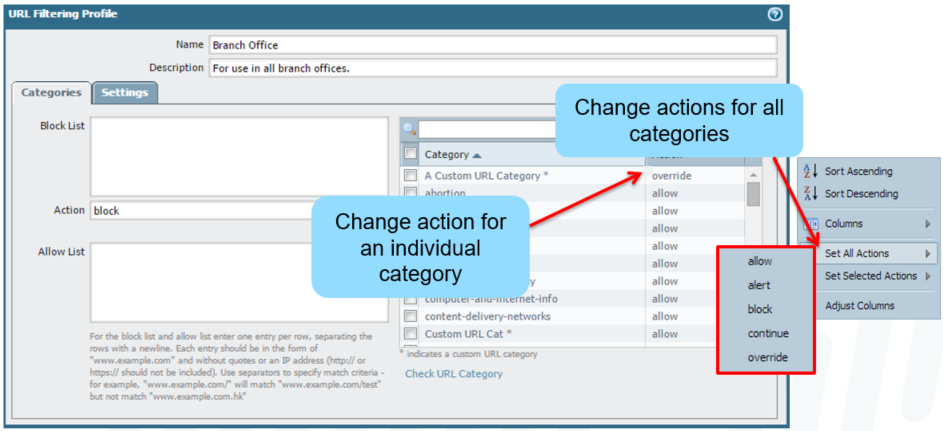 URL Filtering Profile
Name Branch Office
Description For use in all branch offices.
Categories Settings
Block List
Action block
Allow List
For the block list and allow list enter one entry per row, separating the
rows with a newline. Each entry should be in the form of
"www.example.com" and without quotes or an IP address (http:// or
https:// should not be included). Use separators to specify match criteria -
for example, "www.example.com/" will match "www.example.com/test"
but not match "www.example.com.hk"
Change actions for all
categories
Category
A Custom URL Category * override
abortion allow
allow
allow
allow
allow
y allow
computer-and-internet-info allow
content-delivery-networks allow
Custom URL Cat * allow
* indicates a custom URL category
Check URL Category
Change action for
an individual
category
Sort Ascending
Sort Descending
Columns
Set All Actions
Set Selected Actions
Adjust Columns
allow
alert
block
continue
override